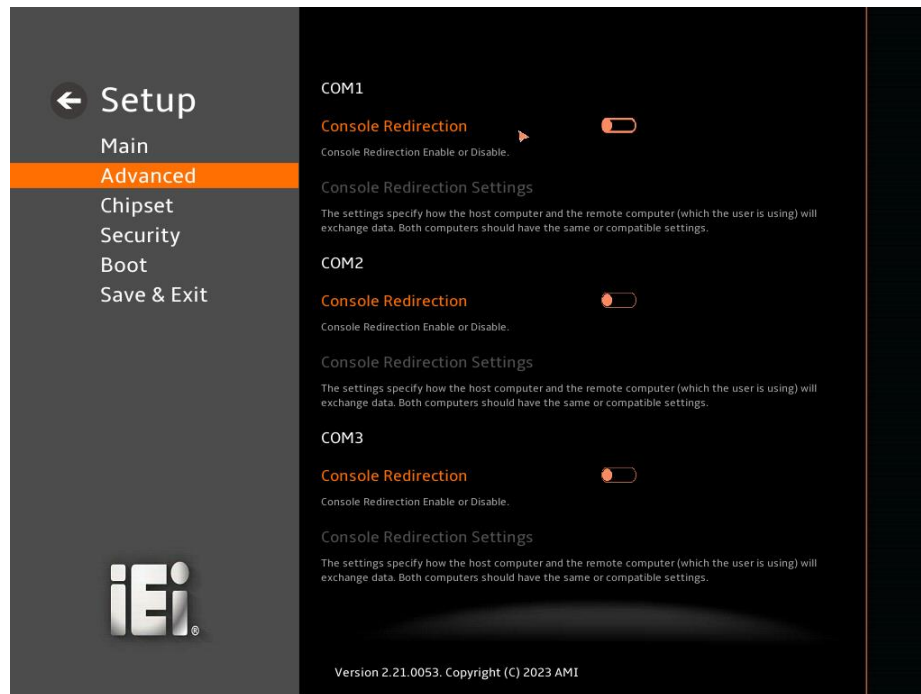 Setup
Main
Advanced
Chipset
Security
Boot
Save & Exit
COM1
Console Redirection
Console Redirection Enable or Disable.
Console Redirection Settings
The settings specify how the host computer and the remote computer (which the user is using) will
exchange data. Both computers should have the same or compatible settings.
COM2
Console Redirection
Console Redirection Enable or Disable.
Console Redirection Settings
The settings specify how the host computer and the remote computer (which the user is using) will
exchange data. Both computers should have the same or compatible settings.
COM3
Console Redirection
Console Redirection Enable or Disable.
Console Redirection Settings
The settings specify how the host computer and the remote computer (which the user is using) will
exchange data. Both computers should have the same or compatible settings.
iEi®
Version 2.21.0053. Copyright (C) 2023 AMI